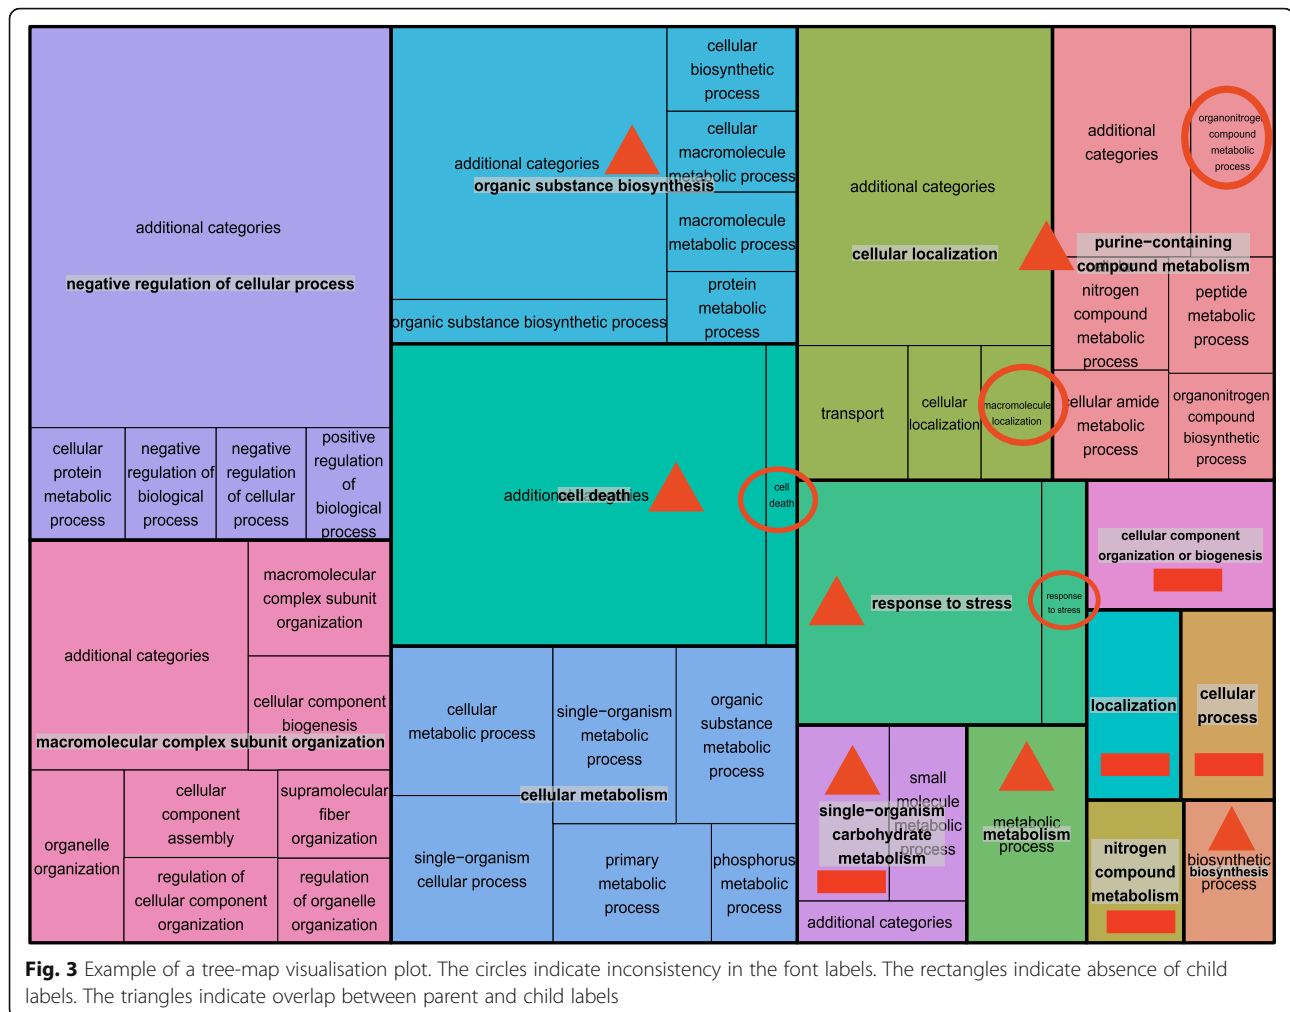 additional categories
negative regulation of cellular process
cellular
protein
metabolic
process
negative
regulation of
biological
process
negative
regulation
of cellular
process
positive
regulation
of
biological
process
additional categories
organic substance biosynthesis
cellular
biosynthetic
process
cellular
macromolecule
metabolic process
macromolecule
metabolic process
protein
metabolic
process
organic substance biosynthetic process
additional categories
cellular localization
transport
cellular
localization
macromolecule
localization
additional
categories
organonitrogen
compound
metabolic
process
purine−containing
compound metabolism
cellular
nitrogen
compound
metabolic
process
peptide
metabolic
process
cellular amide
metabolic
process
organonitrogen
compound
biosynthetic
process
additional categories
cell death
cell
death
response to stress
response
to stress
cellular component
organization or biogenesis
localization
cellular
process
additional categories
macromolecular complex subunit organization
macromolecular
complex subunit
organization
cellular component
biogenesis
organelle
organization
cellular
component
assembly
supramolecular
fiber
organization
regulation of
cellular component
organization
regulation
of organelle
organization
cellular
metabolic process
single−organism
metabolic
process
organic
substance
metabolic
process
cellular metabolism
single−organism
cellular process
primary
metabolic
process
phosphorus
metabolic
process
single−organism
carbohydrate
metabolism
small
molecule
metabolic
process
additional categories
metabolic
process
metabolism
nitrogen
compound
metabolism
biosynthetic
process
biosynthesis
Fig. 3 Example of a tree-map visualisation plot. The circles indicate inconsistency in the font labels. The rectangles indicate absence of child
labels. The triangles indicate overlap between parent and child labels